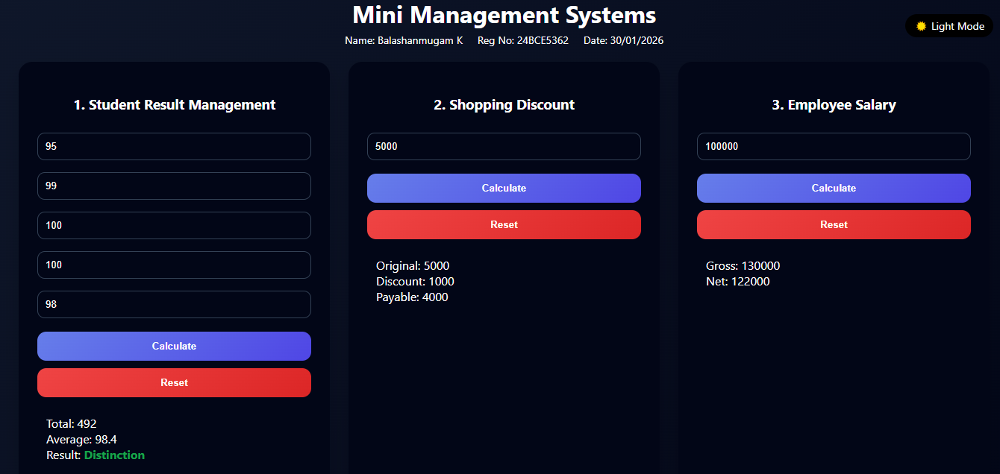 Mini Management Systems
Name: Balashanmugam K Reg No: 24BCE5362 Date: 30/01/2026
☀ Light Mode
1. Student Result Management
95
99
100
100
98
Calculate
Reset
Total: 492
Average: 98.4
Result: Distinction
2. Shopping Discount
5000
Calculate
Reset
Original: 5000
Discount: 1000
Payable: 4000
3. Employee Salary
100000
Calculate
Reset
Gross: 130000
Net: 122000